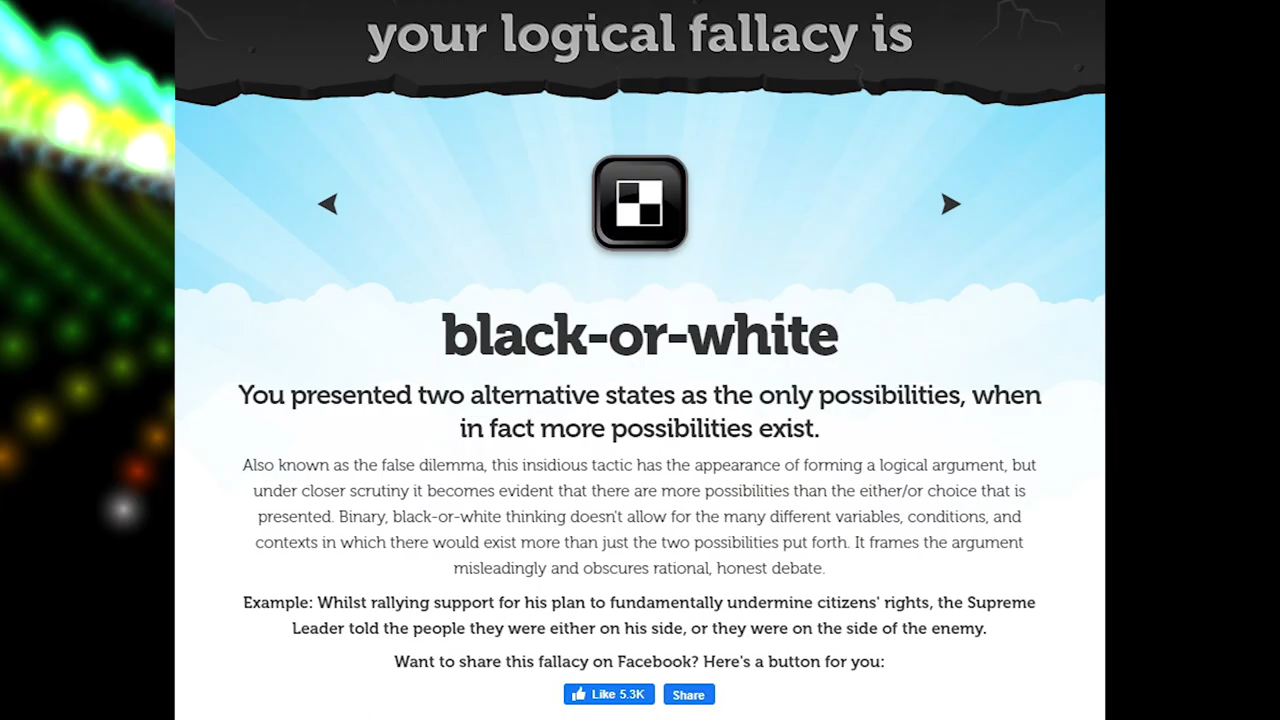 your logical fallacy is
black-or-white
You presented two alternative states as the only possibilities, when
in fact more possibilities exist.
Also known as the false dilemma, this insidious tactic has the appearance of forming a logical argument, but
under closer scrutiny it becomes evident that there are more possibilities than the either/or choice that is
presented. Binary, black-or-white thinking doesn't allow for the many different variables, conditions, and
contexts in which there would exist more than just the two possibilities put forth. It frames the argument
misleadingly and obscures rational, honest debate.
Example: Whilst rallying support for his plan to fundamentally undermine citizens' rights, the Supreme
Leader told the people they were either on his side, or they were on the side of the enemy.
Want to share this fallacy on Facebook? Here's a button for you:
Like 5.3K Share